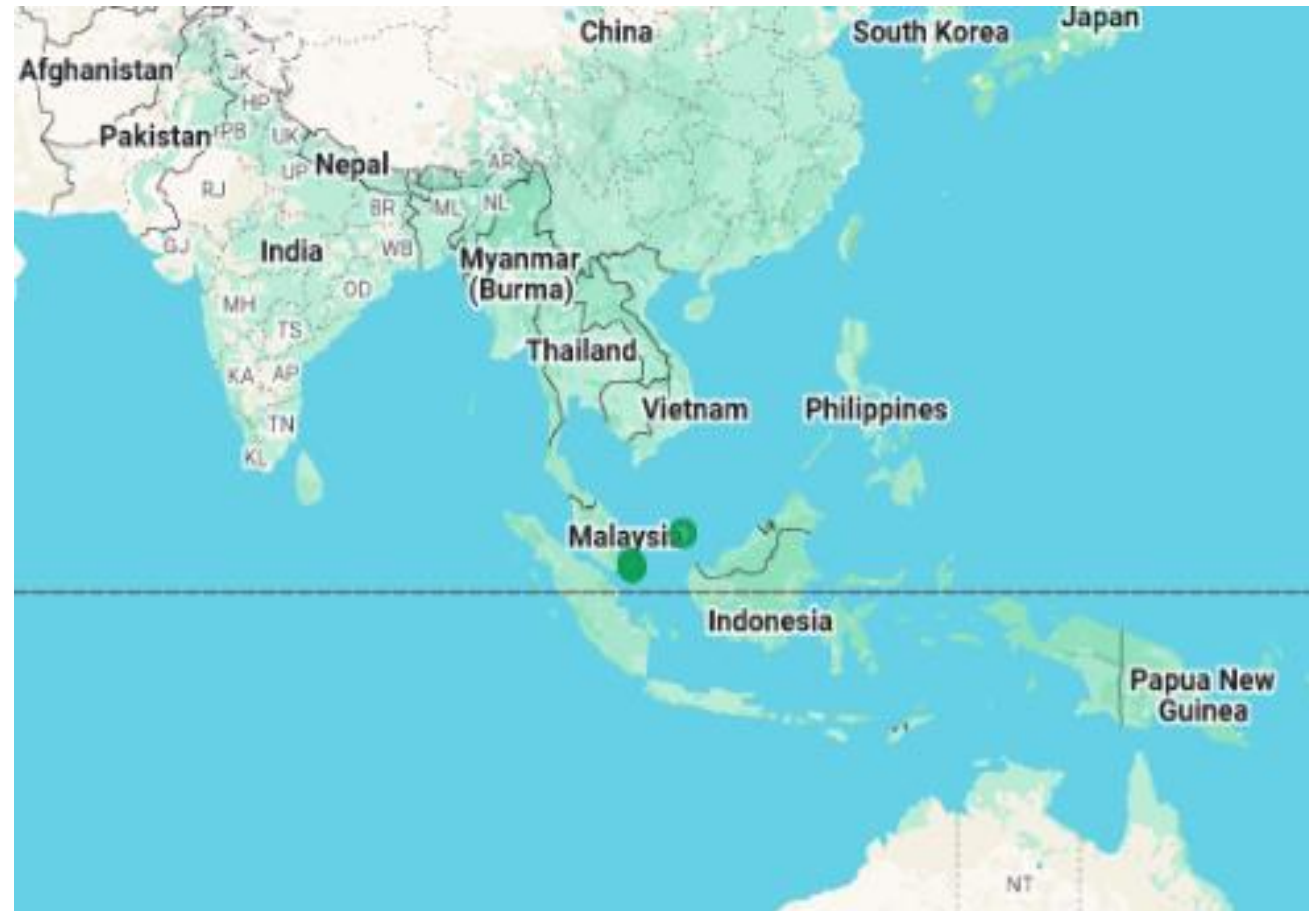 Japan
China
South Korea
Afghanistan
JK
HP
Pakistan
PB
UK
Nepal
AR
UP
RJ
BR
ML
NL
GJ
India
WB
Myanmar
(Burma)
OD
MH
TS
Thailand
KA
AP
Vietnam
Philippines
TN
KL
Malaysia
Indonesia
Papua New
Guinea
NT